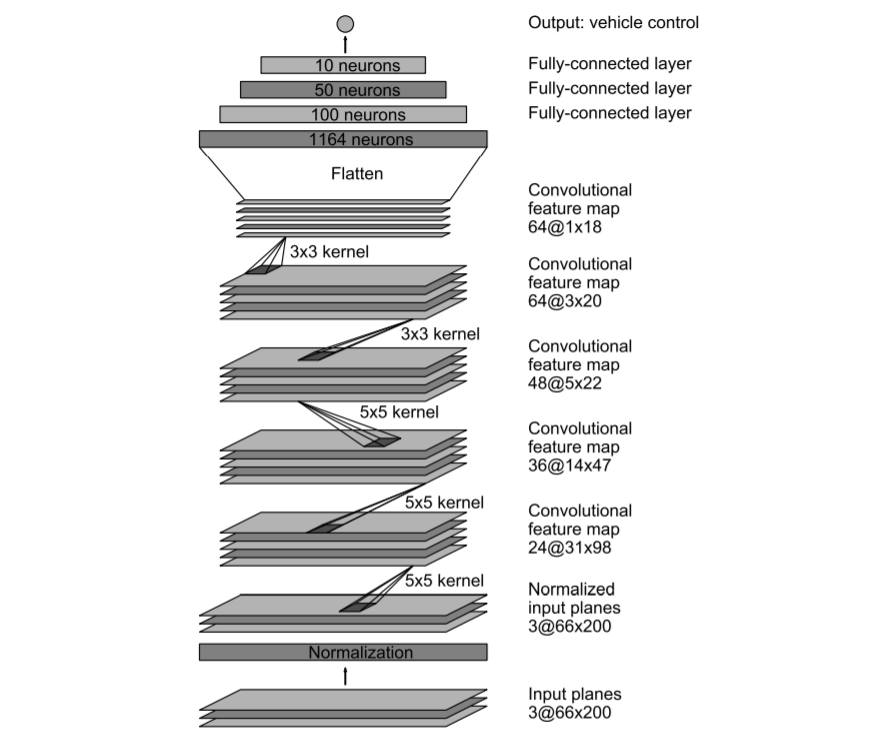 Output: vehicle control
10 neurons
Fully-connected layer
50 neurons
Fully-connected layer
100 neurons
Fully-connected layer
1164 neurons
Flatten
Convolutional
feature map
64@1x18
3x3 kernel
Convolutional
feature map
64@3x20
3x3 kernel
Convolutional
feature map
48@5x22
5x5 kernel
Convolutional
feature map
36@14x47
5x5 kernel
Convolutional
feature map
24@31x98
5x5 kernel
Normalized
input planes
3@66x200
Normalization
Input planes
3@66x200